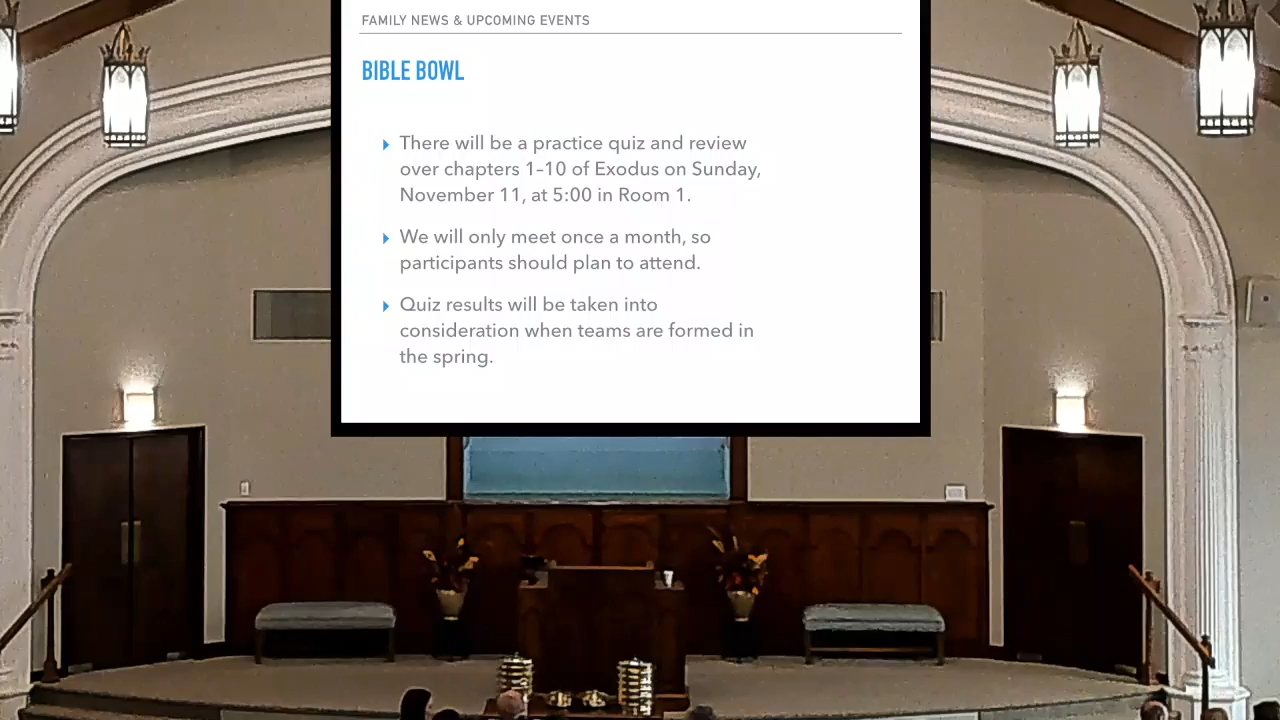 FAMILY NEWS & UPCOMING EVENTS
BIBLE BOWL
There will be a practice quiz and review
over chapters 1–10 of Exodus on Sunday,
November 11, at 5:00 in Room 1.
We will only meet once a month, so
participants should plan to attend.
Quiz results will be taken into
consideration when teams are formed in
the spring.